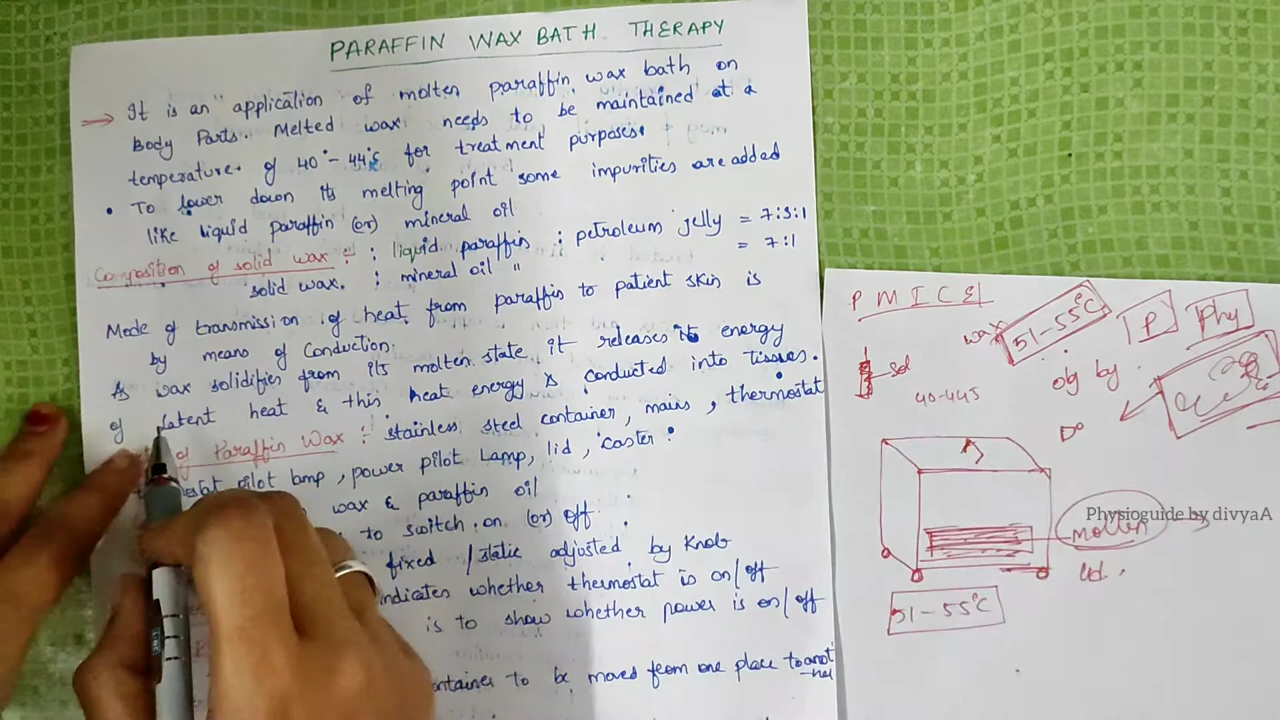 PARAFFIN WAX BATH THERAPY
It is an application of molten paraffin wax bath on
body Parts. Melted wax needs to be maintained at a
temperature of 40°-44°c for treatment purposes.
• To lower down its melting point some impurities are added
like liquid paraffin (or) mineral oil
Composition of solid wax : liquid paraffin : petroleum jelly = 7:3:1
solid wax : mineral oil " = 7:1
Mode of transmission of heat from paraffin to patient skin is
by means of Conduction.
As wax solidifies from its molten state it releases its energy
of latent heat & this heat energy is conducted into tissues.
of Paraffin Wax : stainless steel container, mains, thermostat
pilot lamp, power pilot Lamp, lid, caster :
wax & paraffin oil
to switch on (or) off.
fixed / static adjusted by Knob
indicates whether thermostat is on/off
is to show whether power is on/off
to be moved from one place to anot
-her
PMICE
wax
51-55°C
P
Phy
sol
obj by
40-445
D°
molten
lid.
51-55°C
Physioguide by divyaA